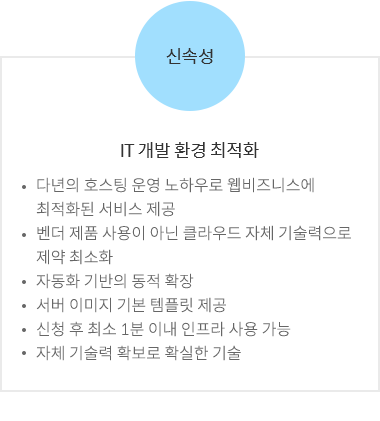 신속성
IT 개발 환경 최적화
• 다년의 호스팅 운영 노하우로 웹비즈니스에
최적화된 서비스 제공
• 벤더 제품 사용이 아닌 클라우드 자체 기술력으로
제약 최소화
• 자동화 기반의 동적 확장
• 서버 이미지 기본 템플릿 제공
• 신청 후 최소 1분 이내 인프라 사용 가능
• 자체 기술력 확보로 확실한 기술